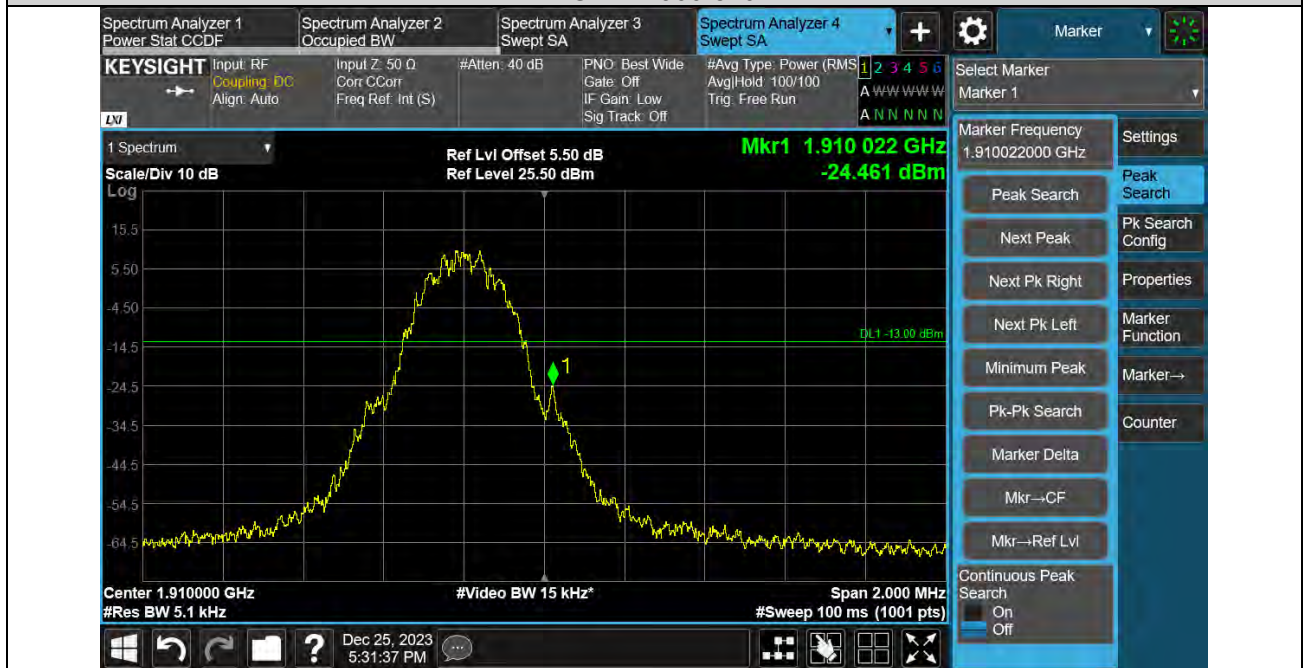 Spectrum Analyzer 1
Power Stat CCDF
Spectrum Analyzer 2
Occupied BW
Spectrum Analyzer 3
Swept SA
Spectrum Analyzer 4
Swept SA
+
Marker
KEYSIGHT
LXI
Input: RF
Coupling: DC
Align: Auto
Input Z: 50 Ω
Corr CCorr
Freq Ref: Int (S)
#Atten: 40 dB
PNO: Best Wide
Gate: Off
IF Gain: Low
Sig Track: Off
#Avg Type: Power (RMS
Avg|Hold: 100/100
Trig: Free Run
1 2 3 4 5 6
A W W W W W
A N N N N N
Select Marker
Marker 1
1 Spectrum
Scale/Div 10 dB
Log
Ref Lvl Offset 5.50 dB
Ref Level 25.50 dBm
Mkr1 1.910 022 GHz
-24.461 dBm
15.5
5.50
-4.50
-14.5
-24.5
-34.5
-44.5
-54.5
-64.5
DL1 -13.00 dBm
1
Center 1.910000 GHz
#Res BW 5.1 kHz
#Video BW 15 kHz*
Span 2.000 MHz
#Sweep 100 ms (1001 pts)
Marker Frequency
1.910022000 GHz
Peak Search
Next Peak
Next Pk Right
Next Pk Left
Minimum Peak
Pk-Pk Search
Marker Delta
Mkr→CF
Mkr→Ref Lvl
Continuous Peak
Search
On
Off
Settings
Peak
Search
Pk Search
Config
Properties
Marker
Function
Marker→
Counter
?
Dec 25, 2023
5:31:37 PM